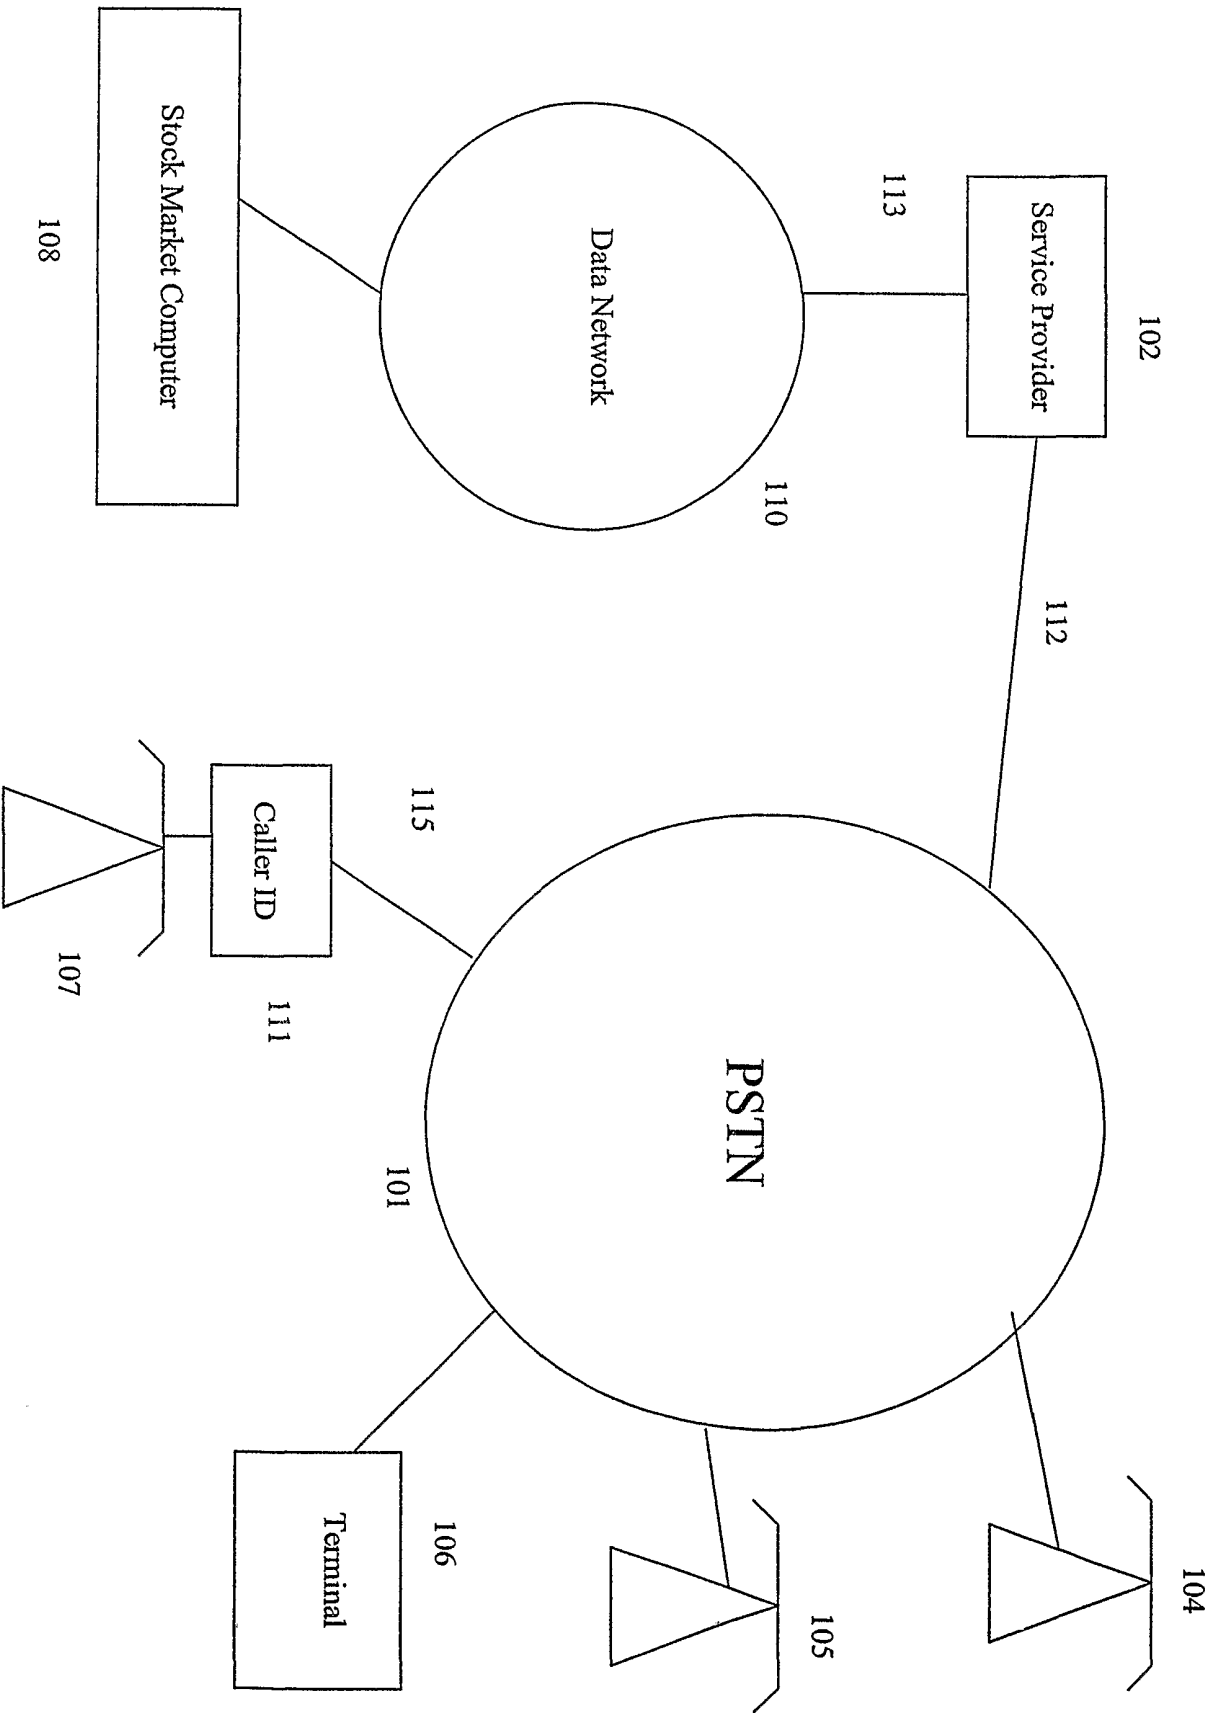 104
102
112
Service Provider
113
105
110
PSTN
Data Network
106
115
101
Terminal
111
Caller ID
Stock Market Computer
107
108